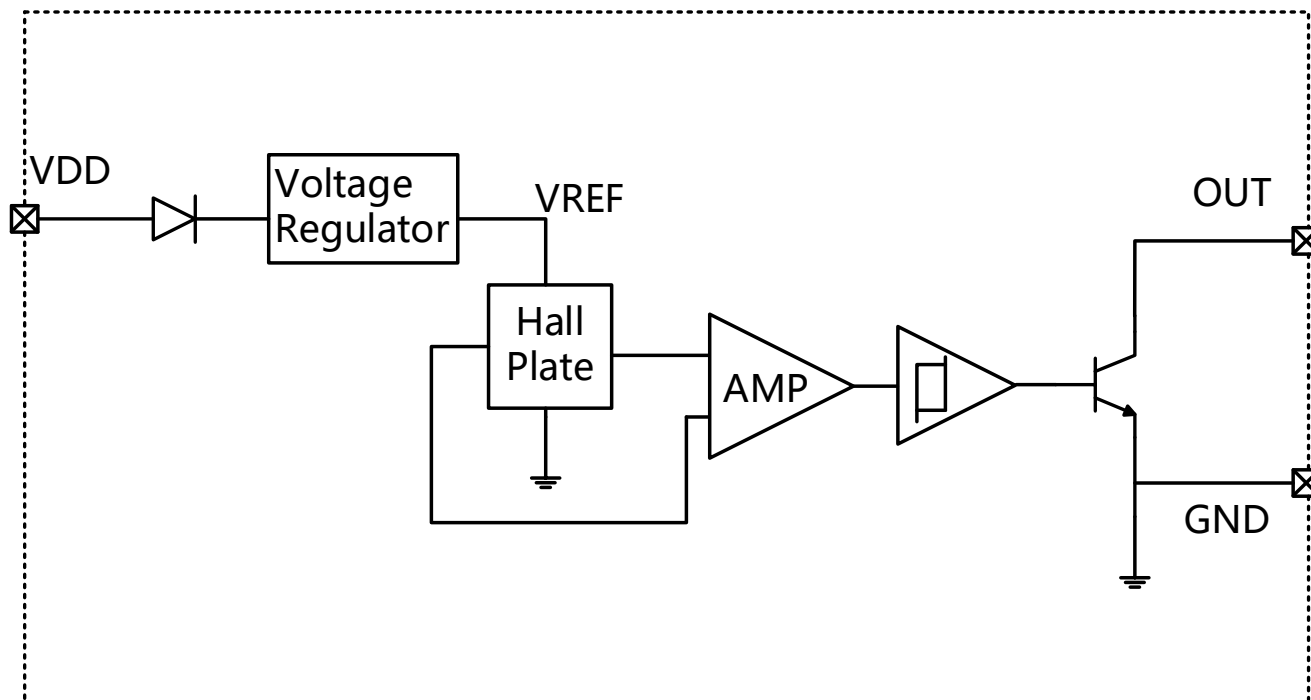 VDD
Voltage
Regulator
VREF
OUT
Hall
Plate
AMP
GND